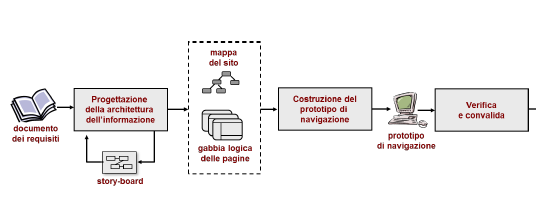 documento
dei requisiti
Progettazione
della architettura
dell'informazione
story-board
mappa
del sito
gabbia logica
delle pagine
Costruzione del
prototipo di
navigazione
prototipo
di navigazione
Verifica
e convalida